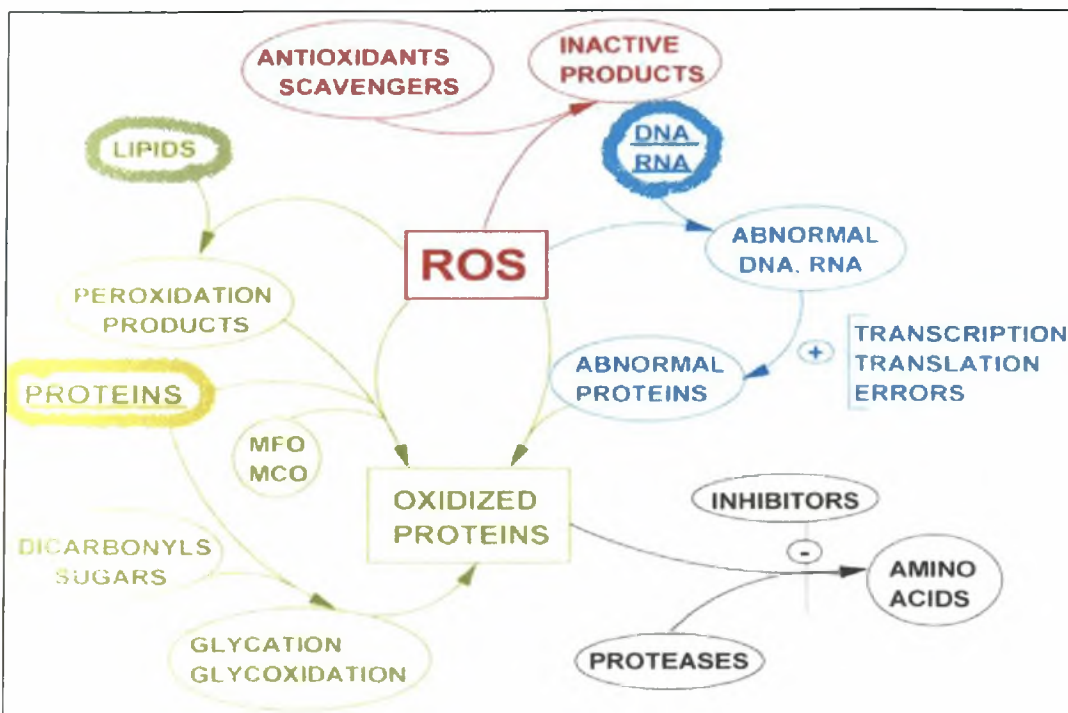 ANTIOXIDANTS
SCAVENGERS
INACTIVE
PRODUCTS
LIPIDS
DNA
RNA
ROS
ABNORMAL
DNA, RNA
PEROXIDATION
PRODUCTS
+
TRANSCRIPTION
TRANSLATION
ERRORS
ABNORMAL
PROTEINS
PROTEINS
MFO
MCO
OXIDIZED
PROTEINS
INHIBITORS
-
DICARBONYLS
SUGARS
AMINO
ACIDS
GLYCATION
GLYCOXIDATION
PROTEASES